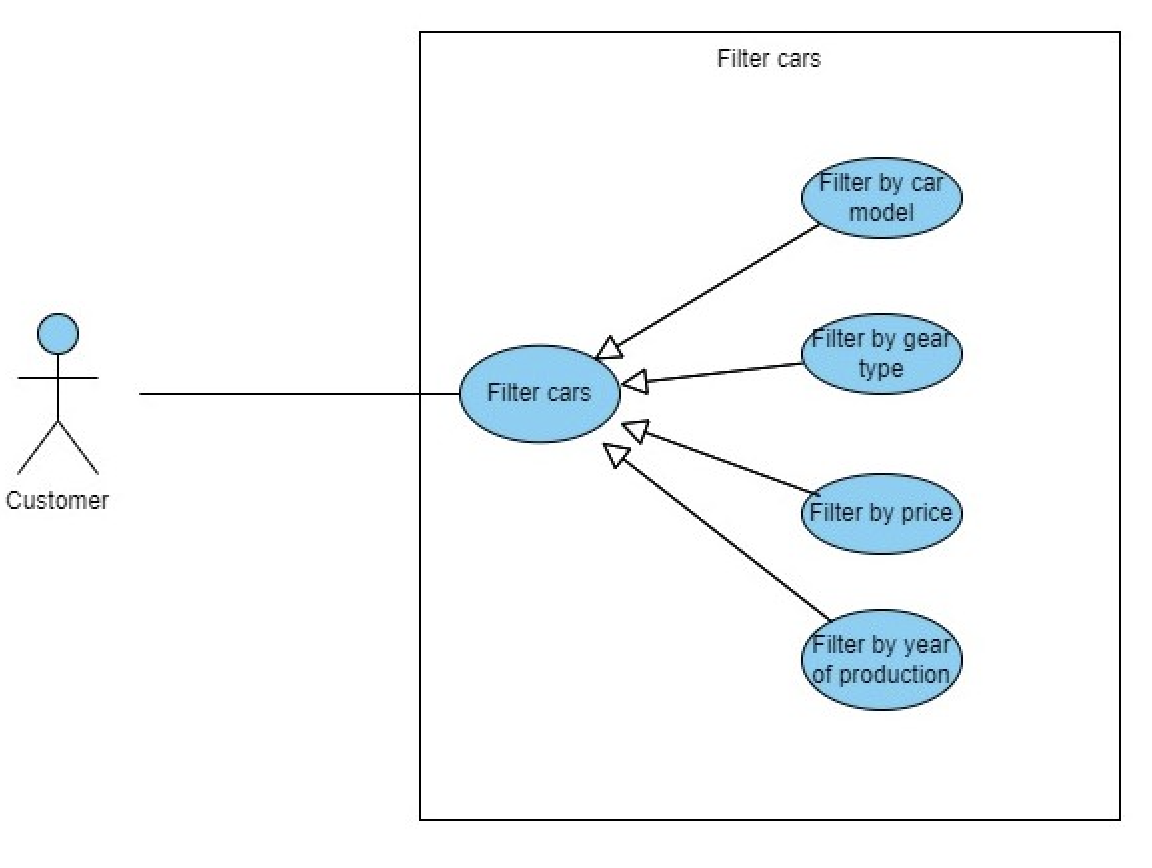 Filter cars
Filter by car
model
Filter by gear
type
Filter cars
Customer
Filter by price
Filter by year
of production